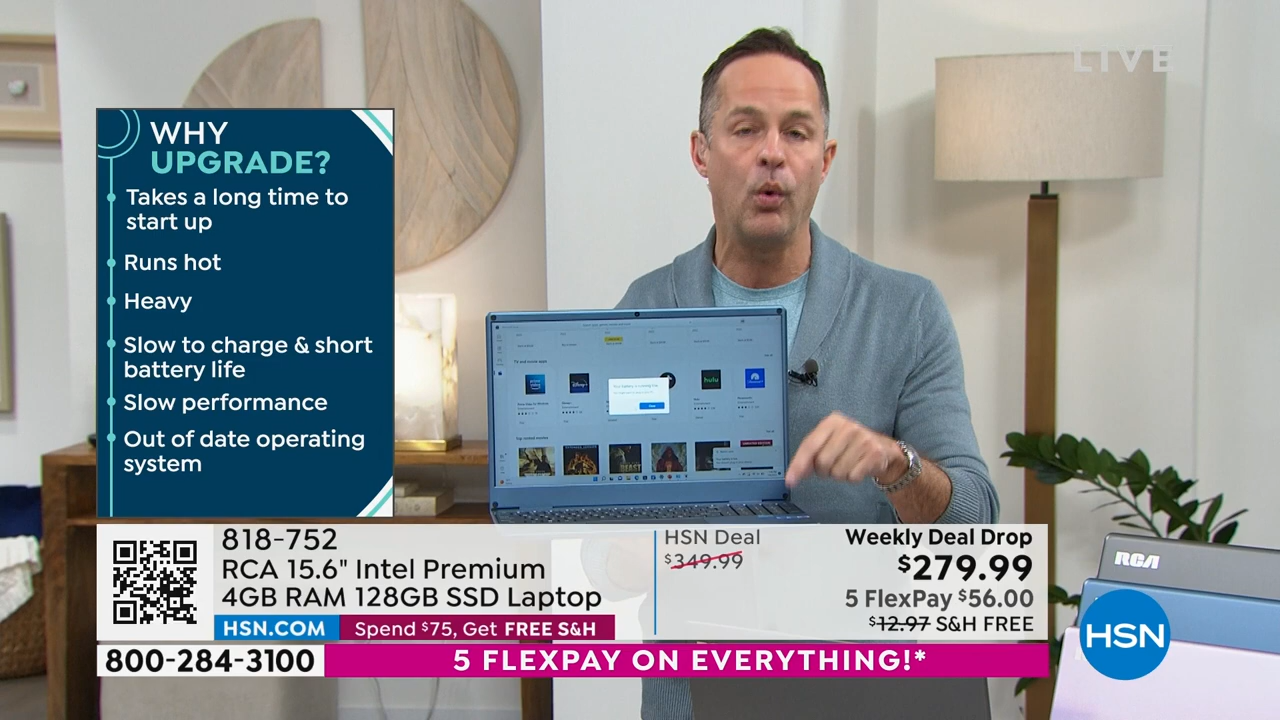 LIVE
WHY
UPGRADE?
Takes a long time to
start up
Runs hot
Heavy
Slow to charge & short
battery life
Slow performance
Out of date operating
system
hulu
818-752
RCA 15.6" Intel Premium
4GB RAM 128GB SSD Laptop
HSN.COM
Spend $75, Get FREE S&H
HSN Deal
$349.99
Weekly Deal Drop
$279.99
5 FlexPay $56.00
$12.97 S&H FREE
800-284-3100
5 FLEXPAY ON EVERYTHING!*
RCA
HSN